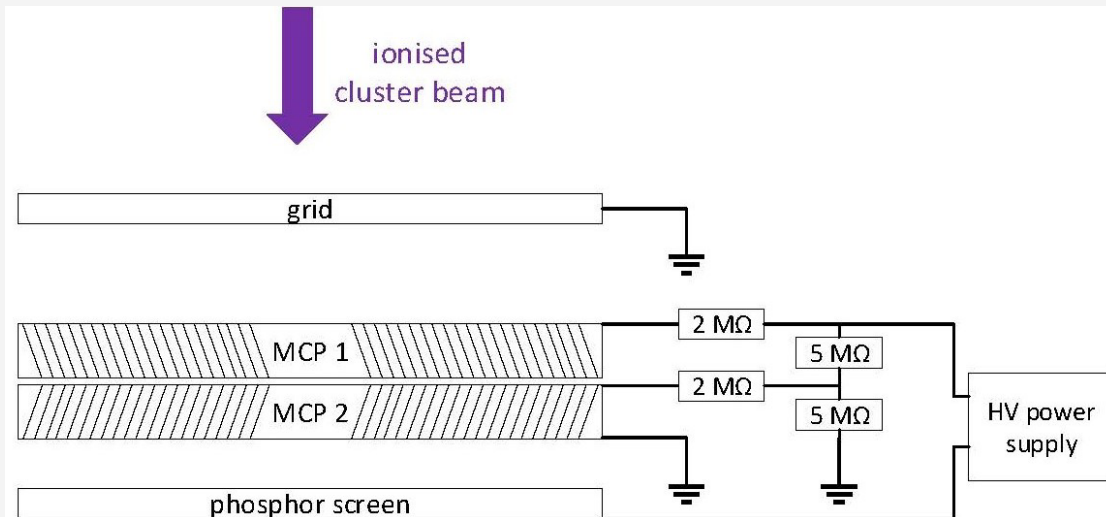 ionised
cluster beam
grid
2 MΩ
MCP 1
5 MΩ
2 MΩ
MCP 2
5 MΩ
HV power
supply
phosphor screen